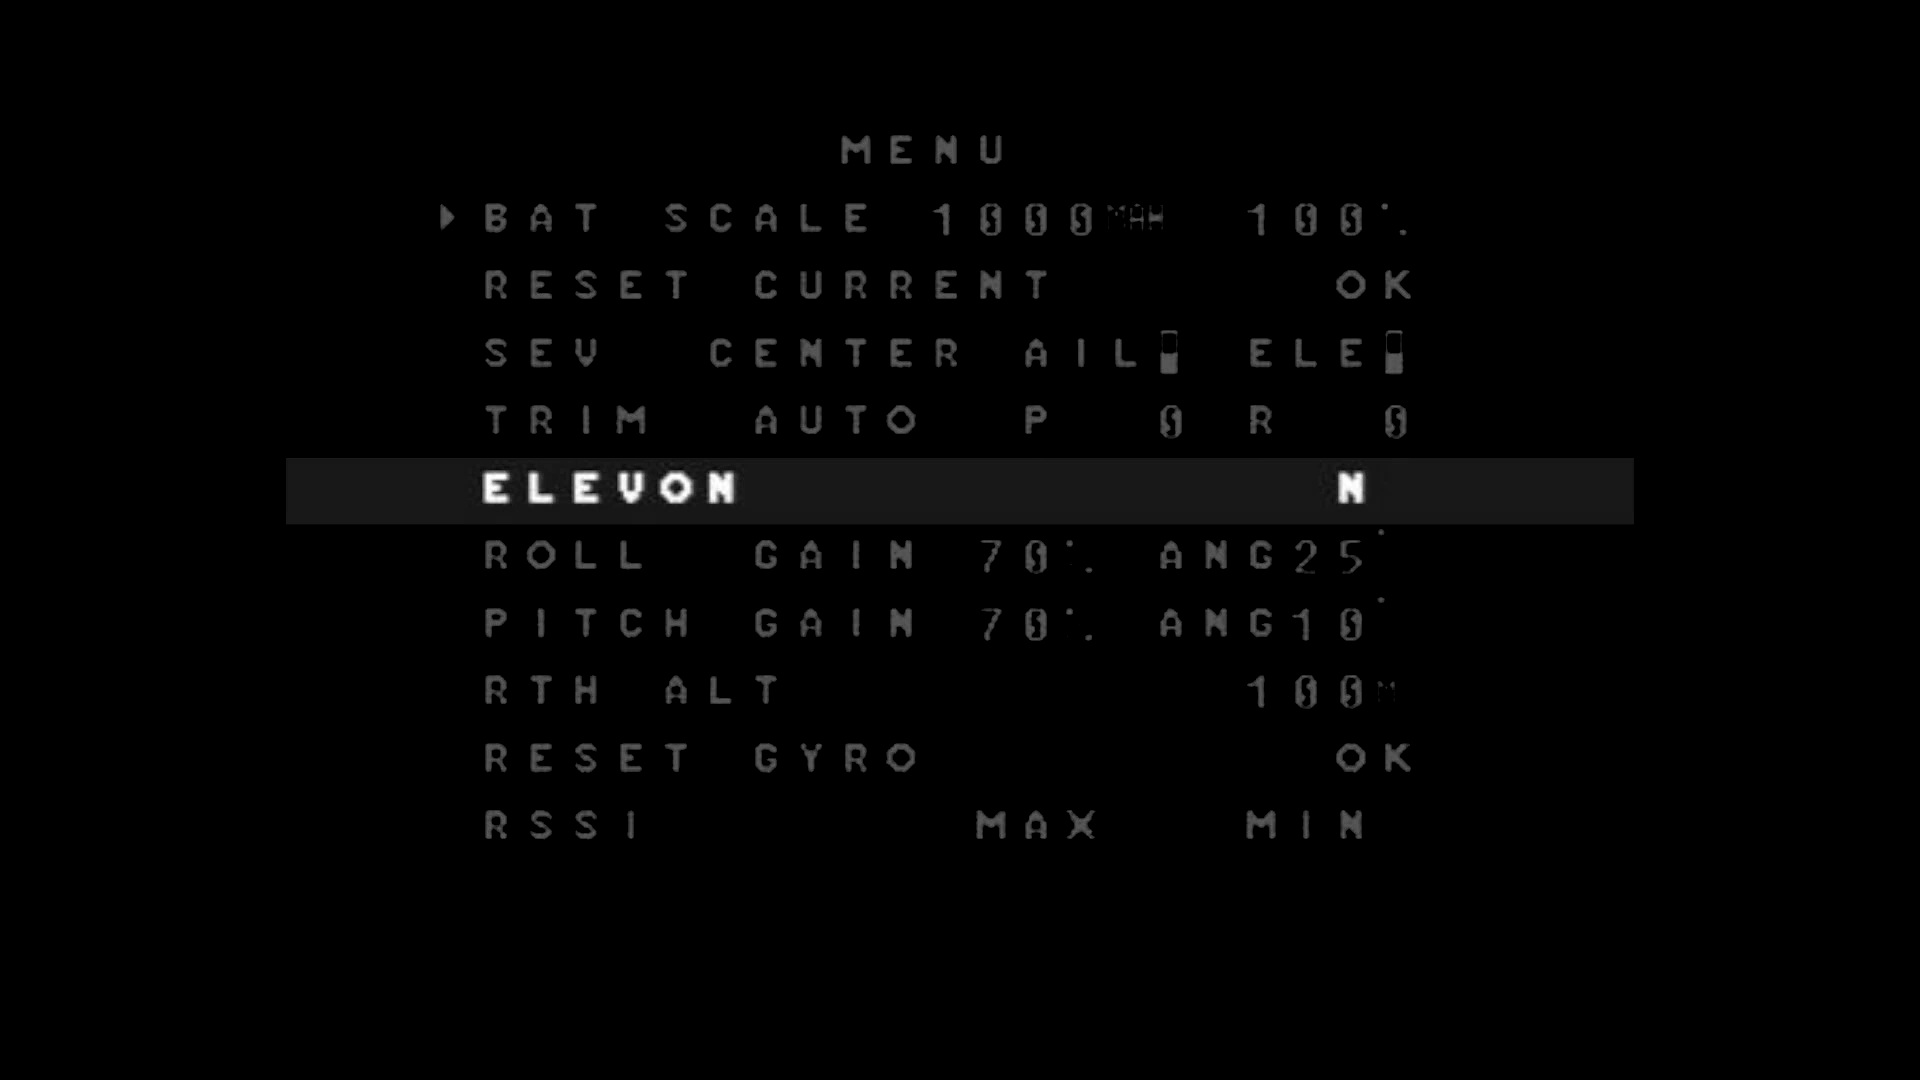 MENU
BAT SCALE 1000MAH 100%
RESET CURRENT OK
SEV CENTER AIL ELE
TRIM AUTO P 0 R 0
ELEVON N
ROLL GAIN 70% ANG25°
PITCH GAIN 70% ANG10°
RTH ALT 100M
RESET GYRO OK
RSSI MAX MIN